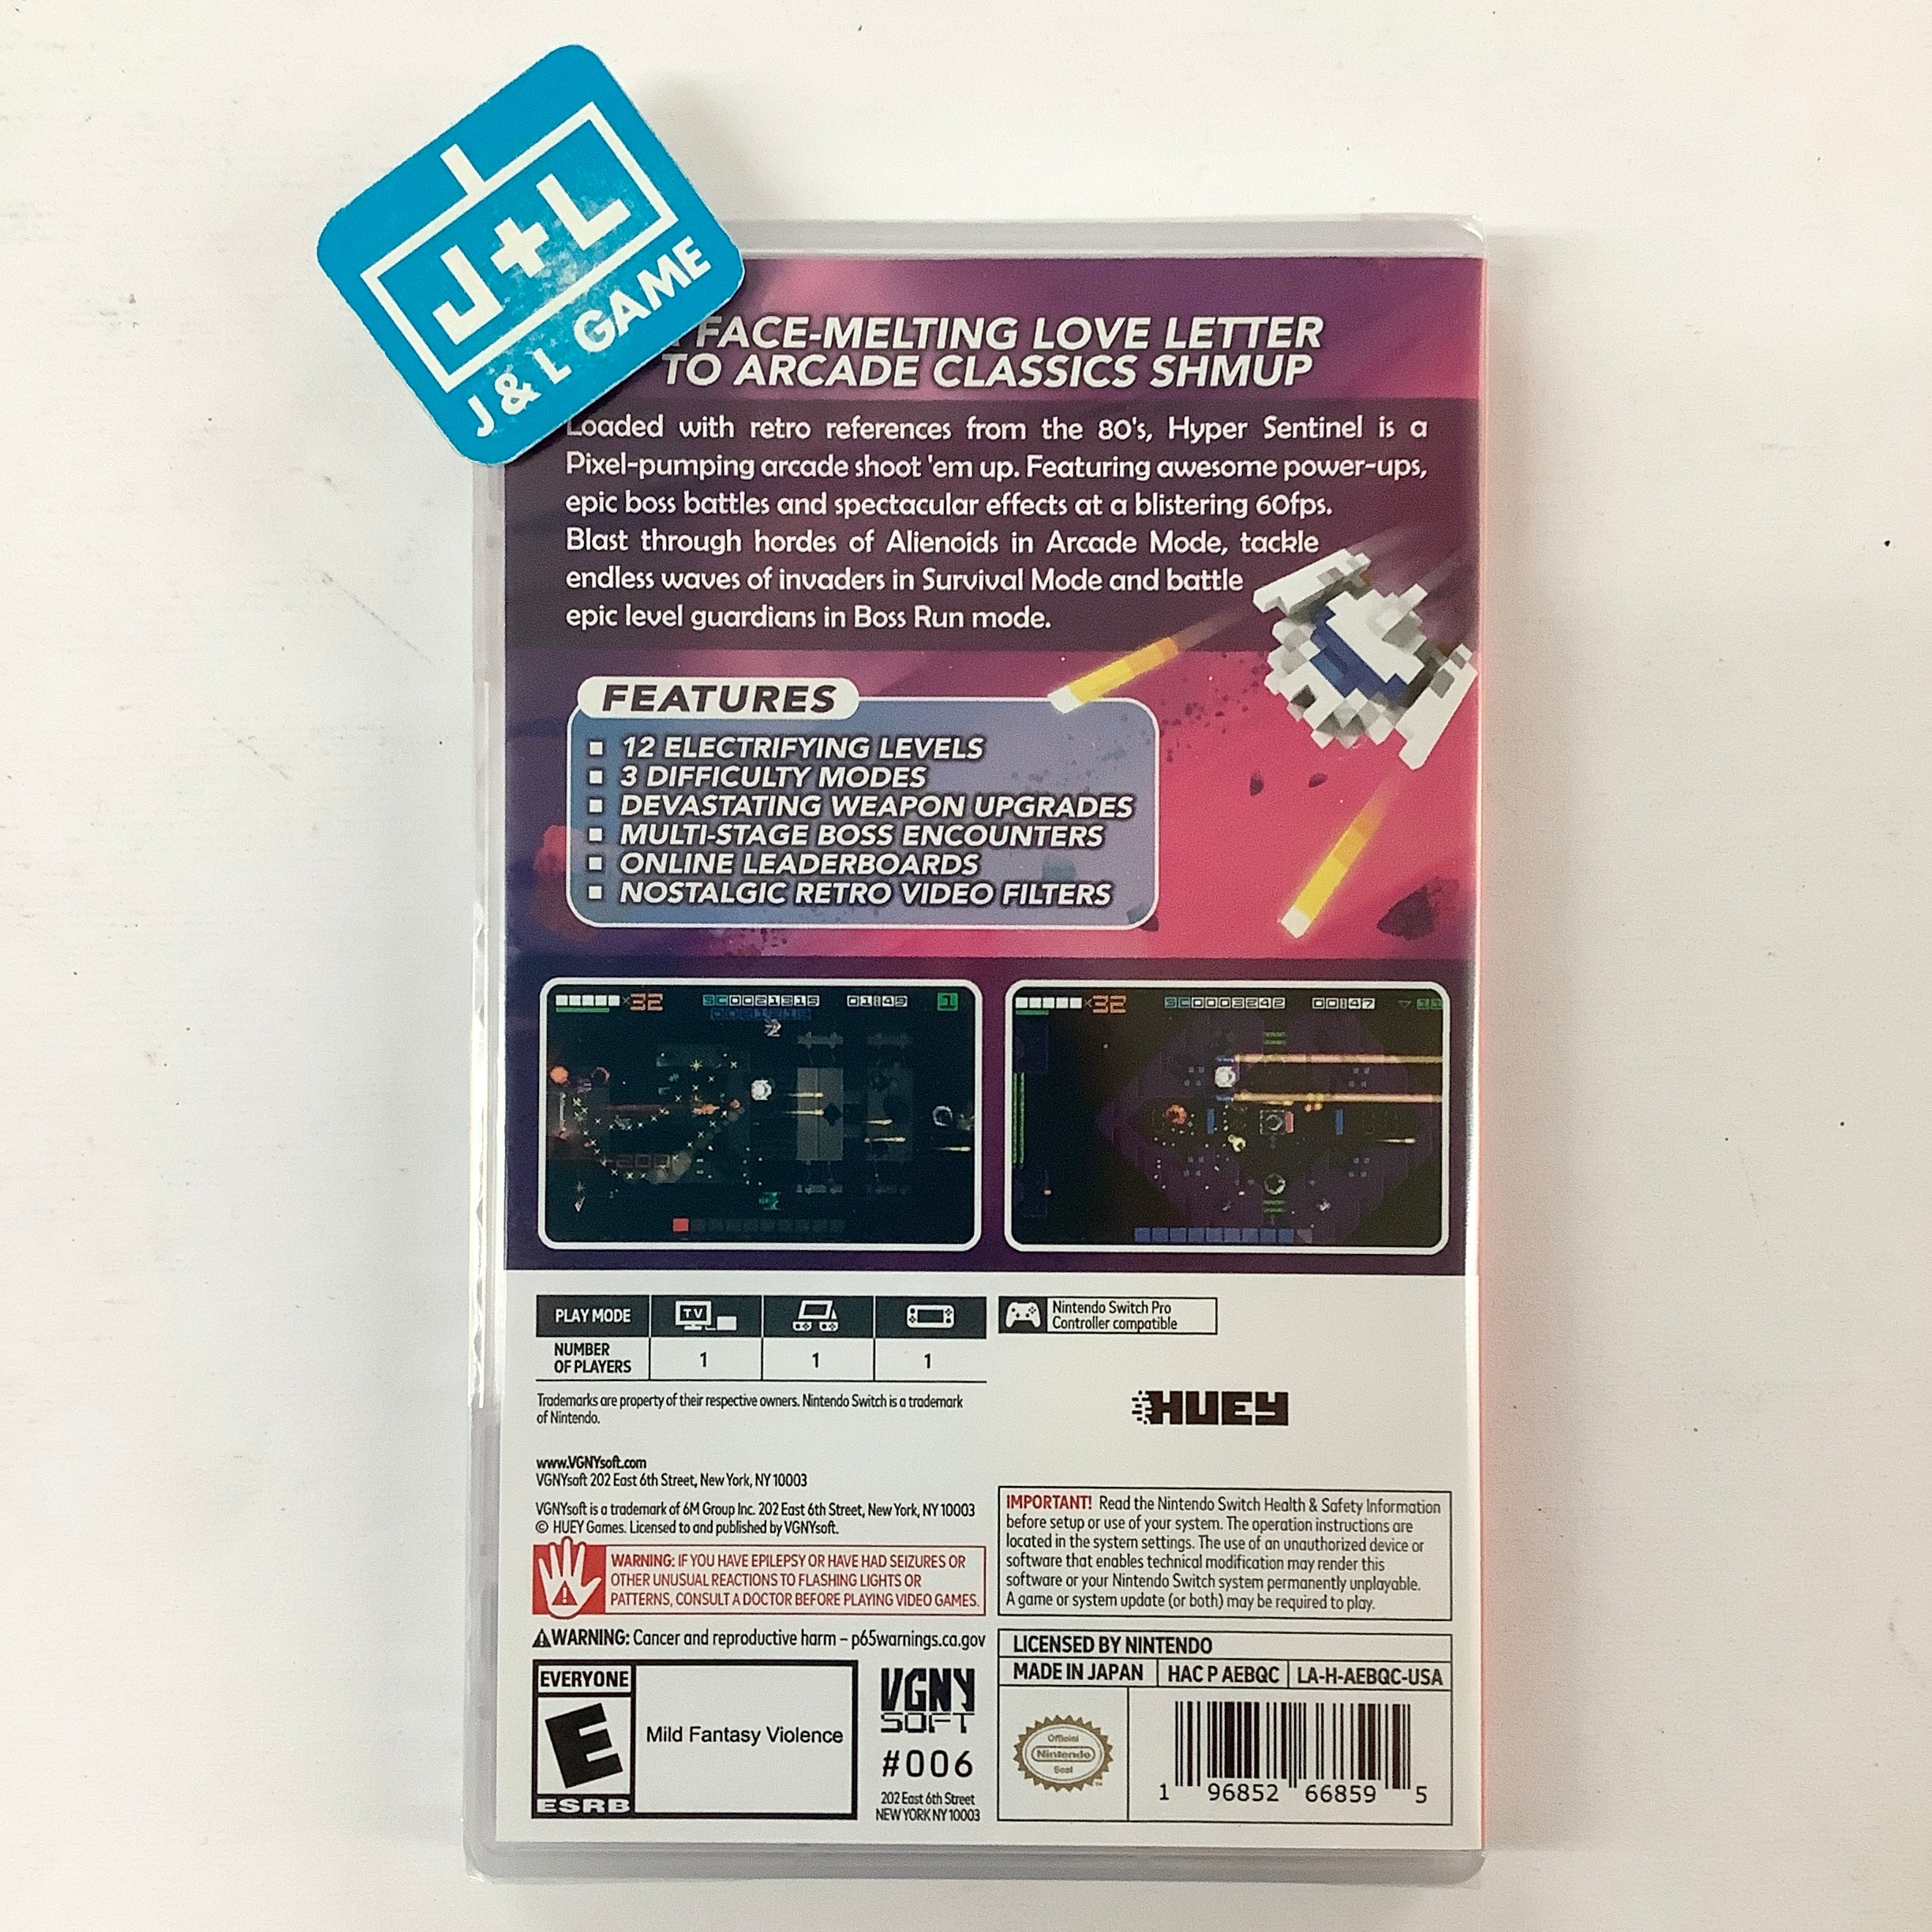 J+L
J & L GAME
FACE-MELTING LOVE LETTER
TO ARCADE CLASSICS SHMUP
Loaded with retro references from the 80's, Hyper Sentinel is a
Pixel-pumping arcade shoot 'em up. Featuring awesome power-ups,
epic boss battles and spectacular effects at a blistering 60fps.
Blast through hordes of Alienoids in Arcade Mode, tackle
endless waves of invaders in Survival Mode and battle
epic level guardians in Boss Run mode.
FEATURES
12 ELECTRIFYING LEVELS
3 DIFFICULTY MODES
DEVASTATING WEAPON UPGRADES
MULTI-STAGE BOSS ENCOUNTERS
ONLINE LEADERBOARDS
NOSTALGIC RETRO VIDEO FILTERS
×32 SC0021315 01:49 1
×32 SC0003242 00:47 11
PLAY MODE TV
NUMBER
OF PLAYERS 1 1 1
Nintendo Switch Pro
Controller compatible
Trademarks are property of their respective owners. Nintendo Switch is a trademark
of Nintendo.
HUEY
www.VGNYsoft.com
VGNYsoft 202 East 6th Street, New York, NY 10003
VGNYsoft is a trademark of 6M Group Inc. 202 East 6th Street, New York, NY 10003
© HUEY Games. Licensed to and published by VGNYsoft.
WARNING: IF YOU HAVE EPILEPSY OR HAVE HAD SEIZURES OR
OTHER UNUSUAL REACTIONS TO FLASHING LIGHTS OR
PATTERNS, CONSULT A DOCTOR BEFORE PLAYING VIDEO GAMES.
WARNING: Cancer and reproductive harm – p65warnings.ca.gov
IMPORTANT! Read the Nintendo Switch Health & Safety Information
before setup or use of your system. The operation instructions are
located in the system settings. The use of an unauthorized device or
software that enables technical modification may render this
software or your Nintendo Switch system permanently unplayable.
A game or system update (or both) may be required to play.
EVERYONE
E
ESRB
Mild Fantasy Violence
VGNY
SOFT
#006
202 East 6th Street
NEW YORK NY 10003
LICENSED BY NINTENDO
MADE IN JAPAN HAC P AEBQC LA-H-AEBQC-USA
Official
Nintendo
Seal
1 96852 66859 5